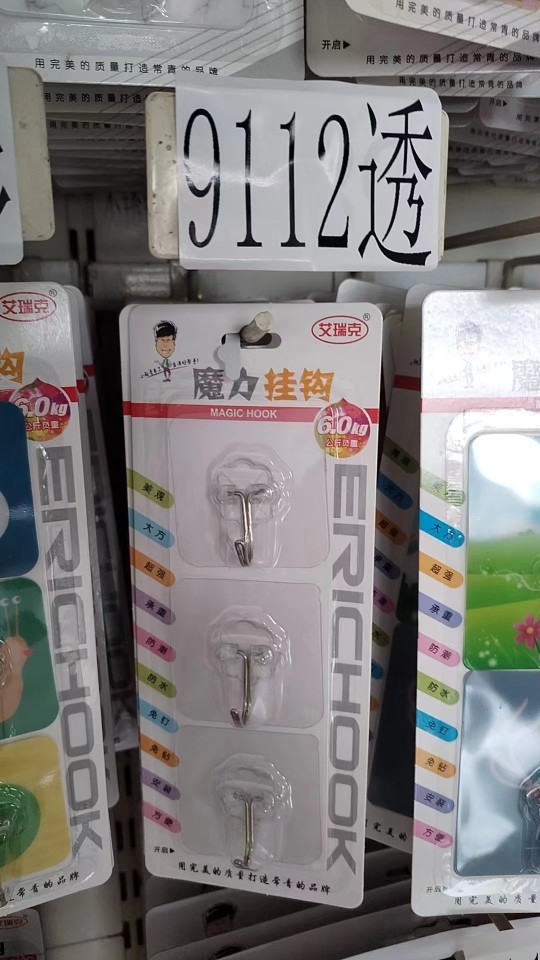 用完美的质量打造常青的品牌
开启▶
用完美的质量打造常青的品牌
9112透
艾瑞克®
钩
6.0kg
公斤负重
艾瑞克®
魔力挂钩
MAGIC HOOK
6.0kg
公斤负重
ERICHOOK
美观
大方
超强
承重
防潮
防水
免钉
免钻
安装
方便
开启▶
用完美的质量打造常青的品牌
ERICHOOK
常青的品牌
大方
超强
承重
防潮
防水
免钉
免钻
安装
方便
开启
用完美的质量